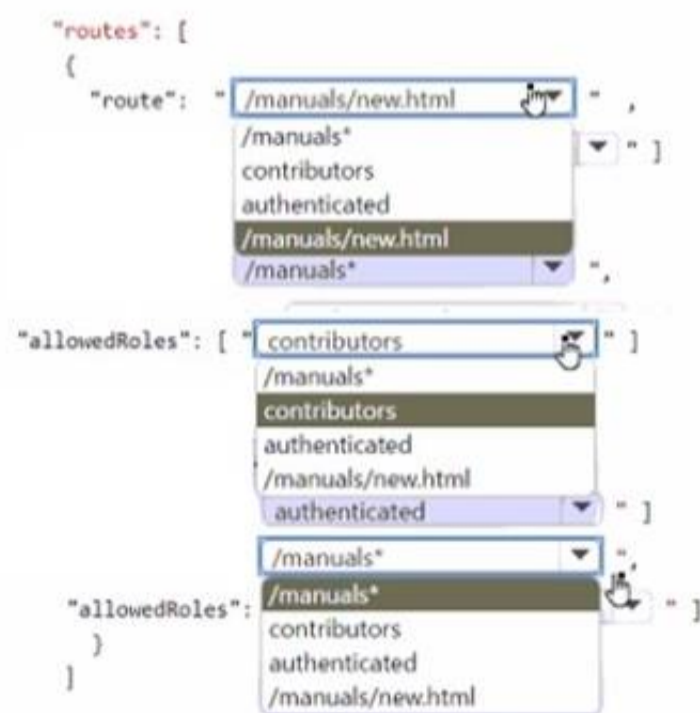 "routes": [
{
"route": " /manuals/new.html " ,
/manuals*
contributors " ]
authenticated
/manuals/new.html
/manuals* ",
"allowedRoles": [ " contributors " ]
/manuals*
contributors
authenticated
/manuals/new.html
authenticated " ]
/manuals* ",
/manuals*
"allowedRoles": " ]
contributors
}
authenticated
]
/manuals/new.html